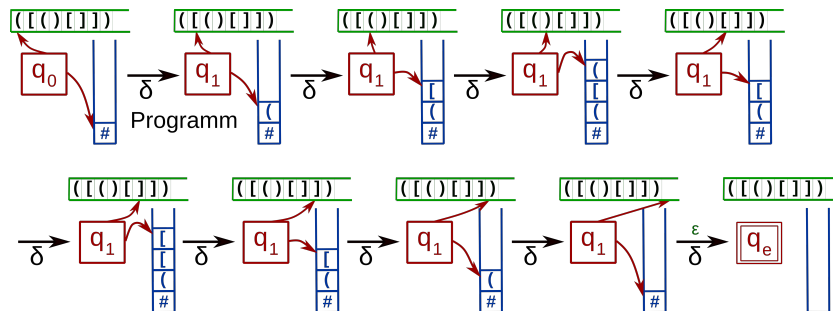 ([()[]]) ([()[]]) ([()[]]) ([()[]]) ([()[]])
q0 q1 q1 q1 ( q1
δ δ [ δ [ δ [
Programm ( ( ( (
# # # # #
([()[]]) ([()[]]) ([()[]]) ([()[]]) ([()[]])
q1 [ q1 q1 q1 ε qe
δ [ δ [ δ δ δ
( ( (
# # # #